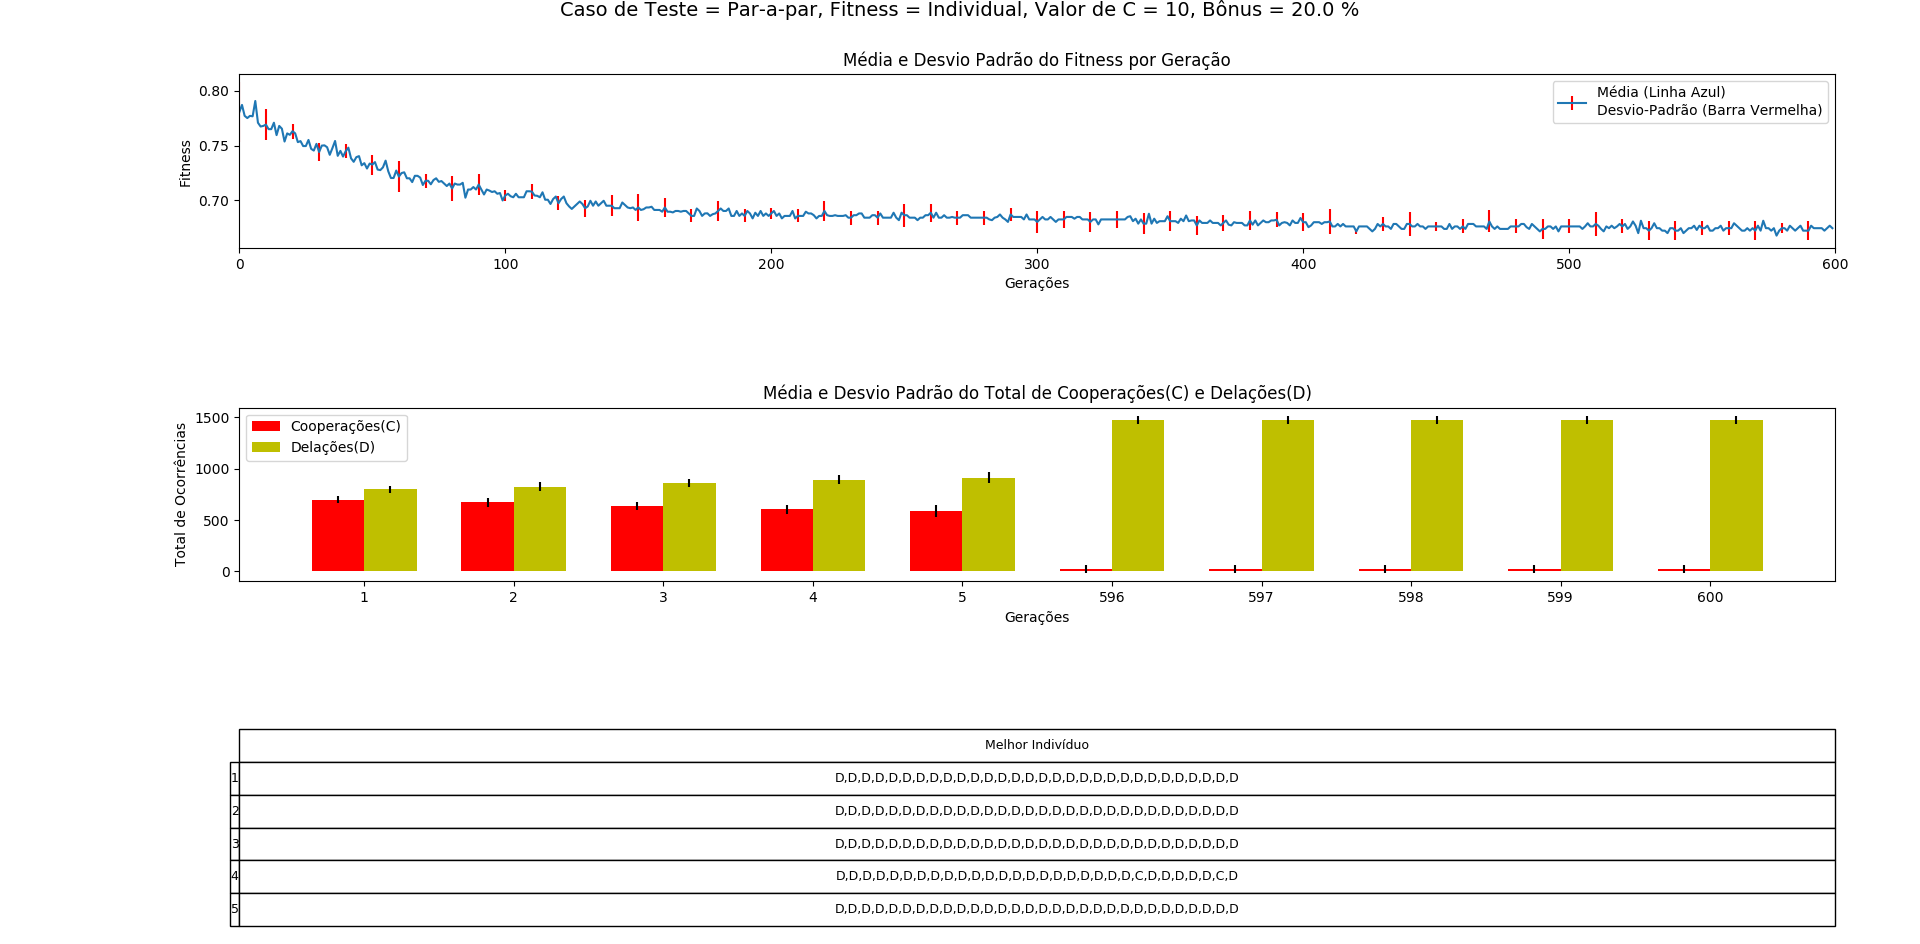 Caso de Teste = Par-a-par, Fitness = Individual, Valor de C = 10, Bônus = 20.0 %
Média e Desvio Padrão do Fitness por Geração
0.80
0.75
0.70
Fitness
Média (Linha Azul)
Desvio-Padrão (Barra Vermelha)
0 100 200 300 400 500 600
Gerações
Média e Desvio Padrão do Total de Cooperações(C) e Delações(D)
1500
1000
500
0
Total de Ocorrências
Cooperações(C)
Delações(D)
1 2 3 4 5 596 597 598 599 600
Gerações
Melhor Indivíduo
1 D,D,D,D,D,D,D,D,D,D,D,D,D,D,D,D,D,D,D,D,D,D,D,D,D,D,D,D,D,D
2 D,D,D,D,D,D,D,D,D,D,D,D,D,D,D,D,D,D,D,D,D,D,D,D,D,D,D,D,D,D
3 D,D,D,D,D,D,D,D,D,D,D,D,D,D,D,D,D,D,D,D,D,D,D,D,D,D,D,D,D,D
4 D,D,D,D,D,D,D,D,D,D,D,D,D,D,D,D,D,D,D,D,D,D,C,D,D,D,D,D,C,D
5 D,D,D,D,D,D,D,D,D,D,D,D,D,D,D,D,D,D,D,D,D,D,D,D,D,D,D,D,D,D